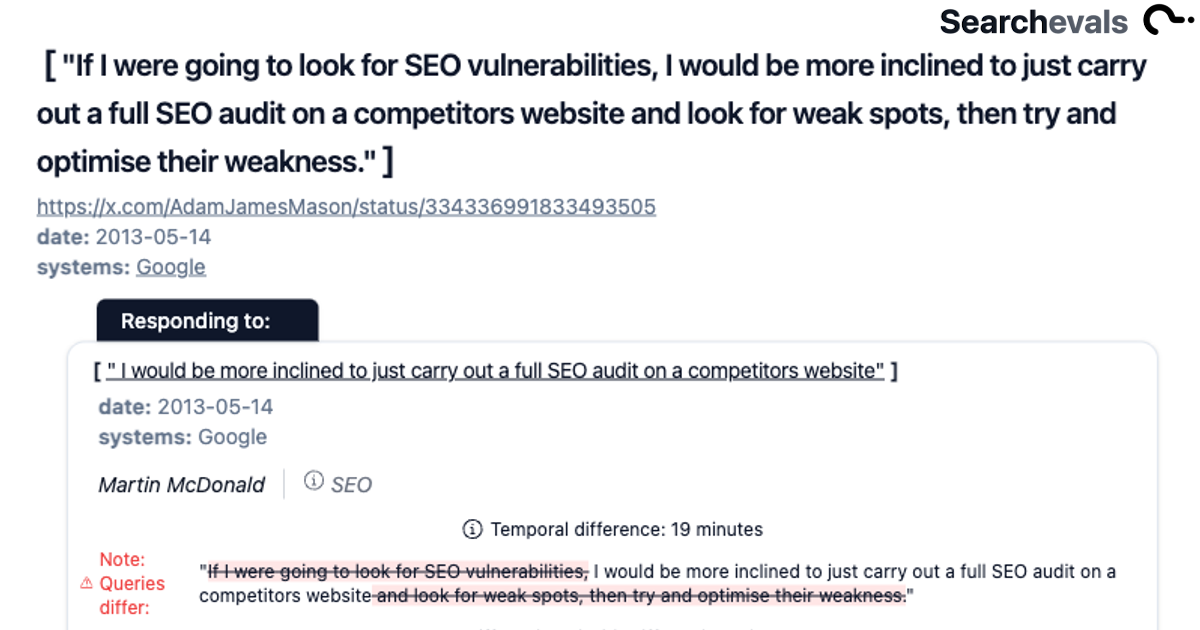 Searchevals
[ "If I were going to look for SEO vulnerabilities, I would be more inclined to just carry
out a full SEO audit on a competitors website and look for weak spots, then try and
optimise their weakness." ]
https://x.com/AdamJamesMason/status/334336991833493505
date: 2013-05-14
systems: Google
Responding to:
[ " I would be more inclined to just carry out a full SEO audit on a competitors website" ]
date: 2013-05-14
systems: Google
Martin McDonald
SEO
Temporal difference: 19 minutes
Note:
Queries
differ:
"If I were going to look for SEO vulnerabilities, I would be more inclined to just carry out a full SEO audit on a
competitors website and look for weak spots, then try and optimise their weakness."